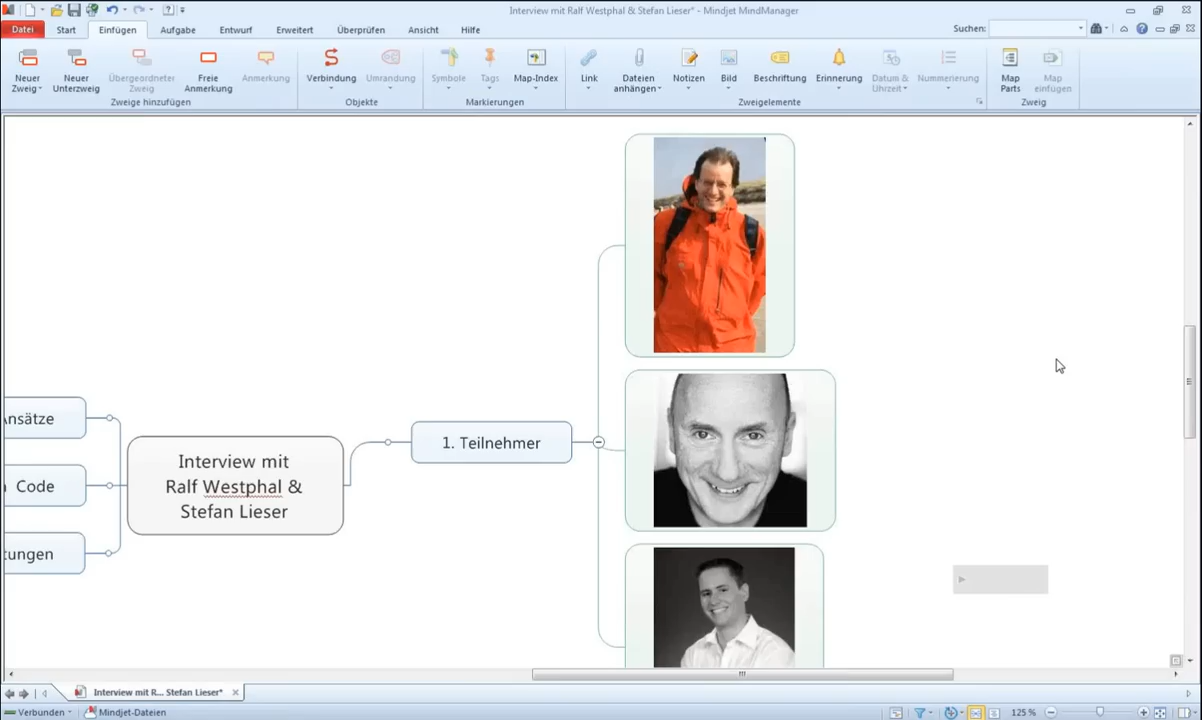 Interview mit Ralf Westphal & Stefan Lieser* - Mindjet MindManager
Datei Start Einfügen Aufgabe Entwurf Erweitert Überprüfen Ansicht Hilfe Suchen:
Neuer Zweig
Neuer Unterzweig
Übergeordneter Zweig
Freie Anmerkung
Anmerkung
Verbindung
Umrandung
Symbole
Tags
Map-Index
Link
Dateien anhängen
Notizen
Bild
Beschriftung
Erinnerung
Datum & Uhrzeit
Nummerierung
Map Parts
Map einfügen
Zweige hinzufügen Objekte Markierungen Zweigelemente Zweig
Ansätze
Code
tungen
Interview mit
Ralf Westphal &
Stefan Lieser
1. Teilnehmer
Interview mit R... Stefan Lieser*
Verbunden Mindjet-Dateien 125 %